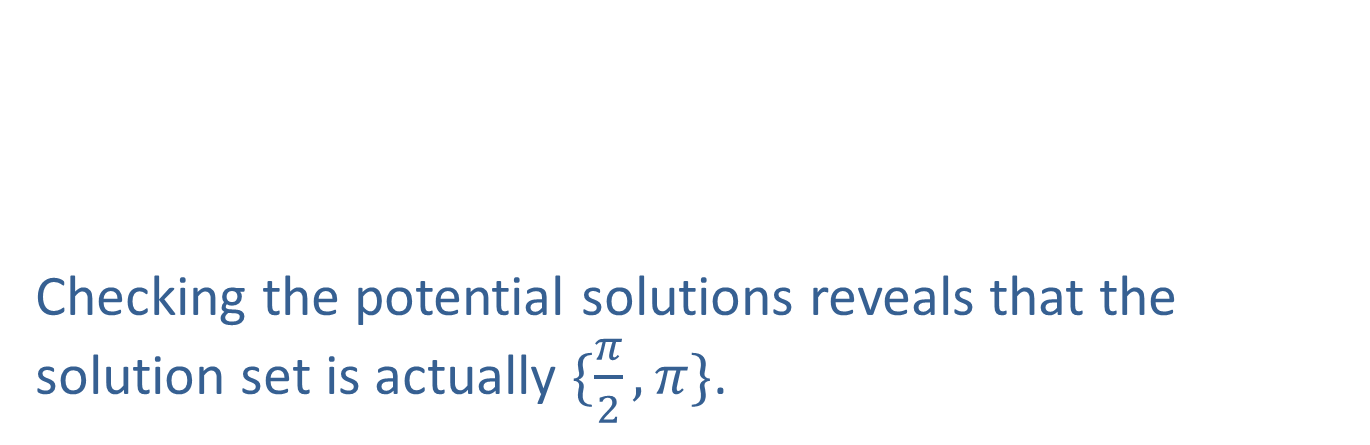 Checking the potential solutions reveals that the
solution set is actually {π/2, π}.